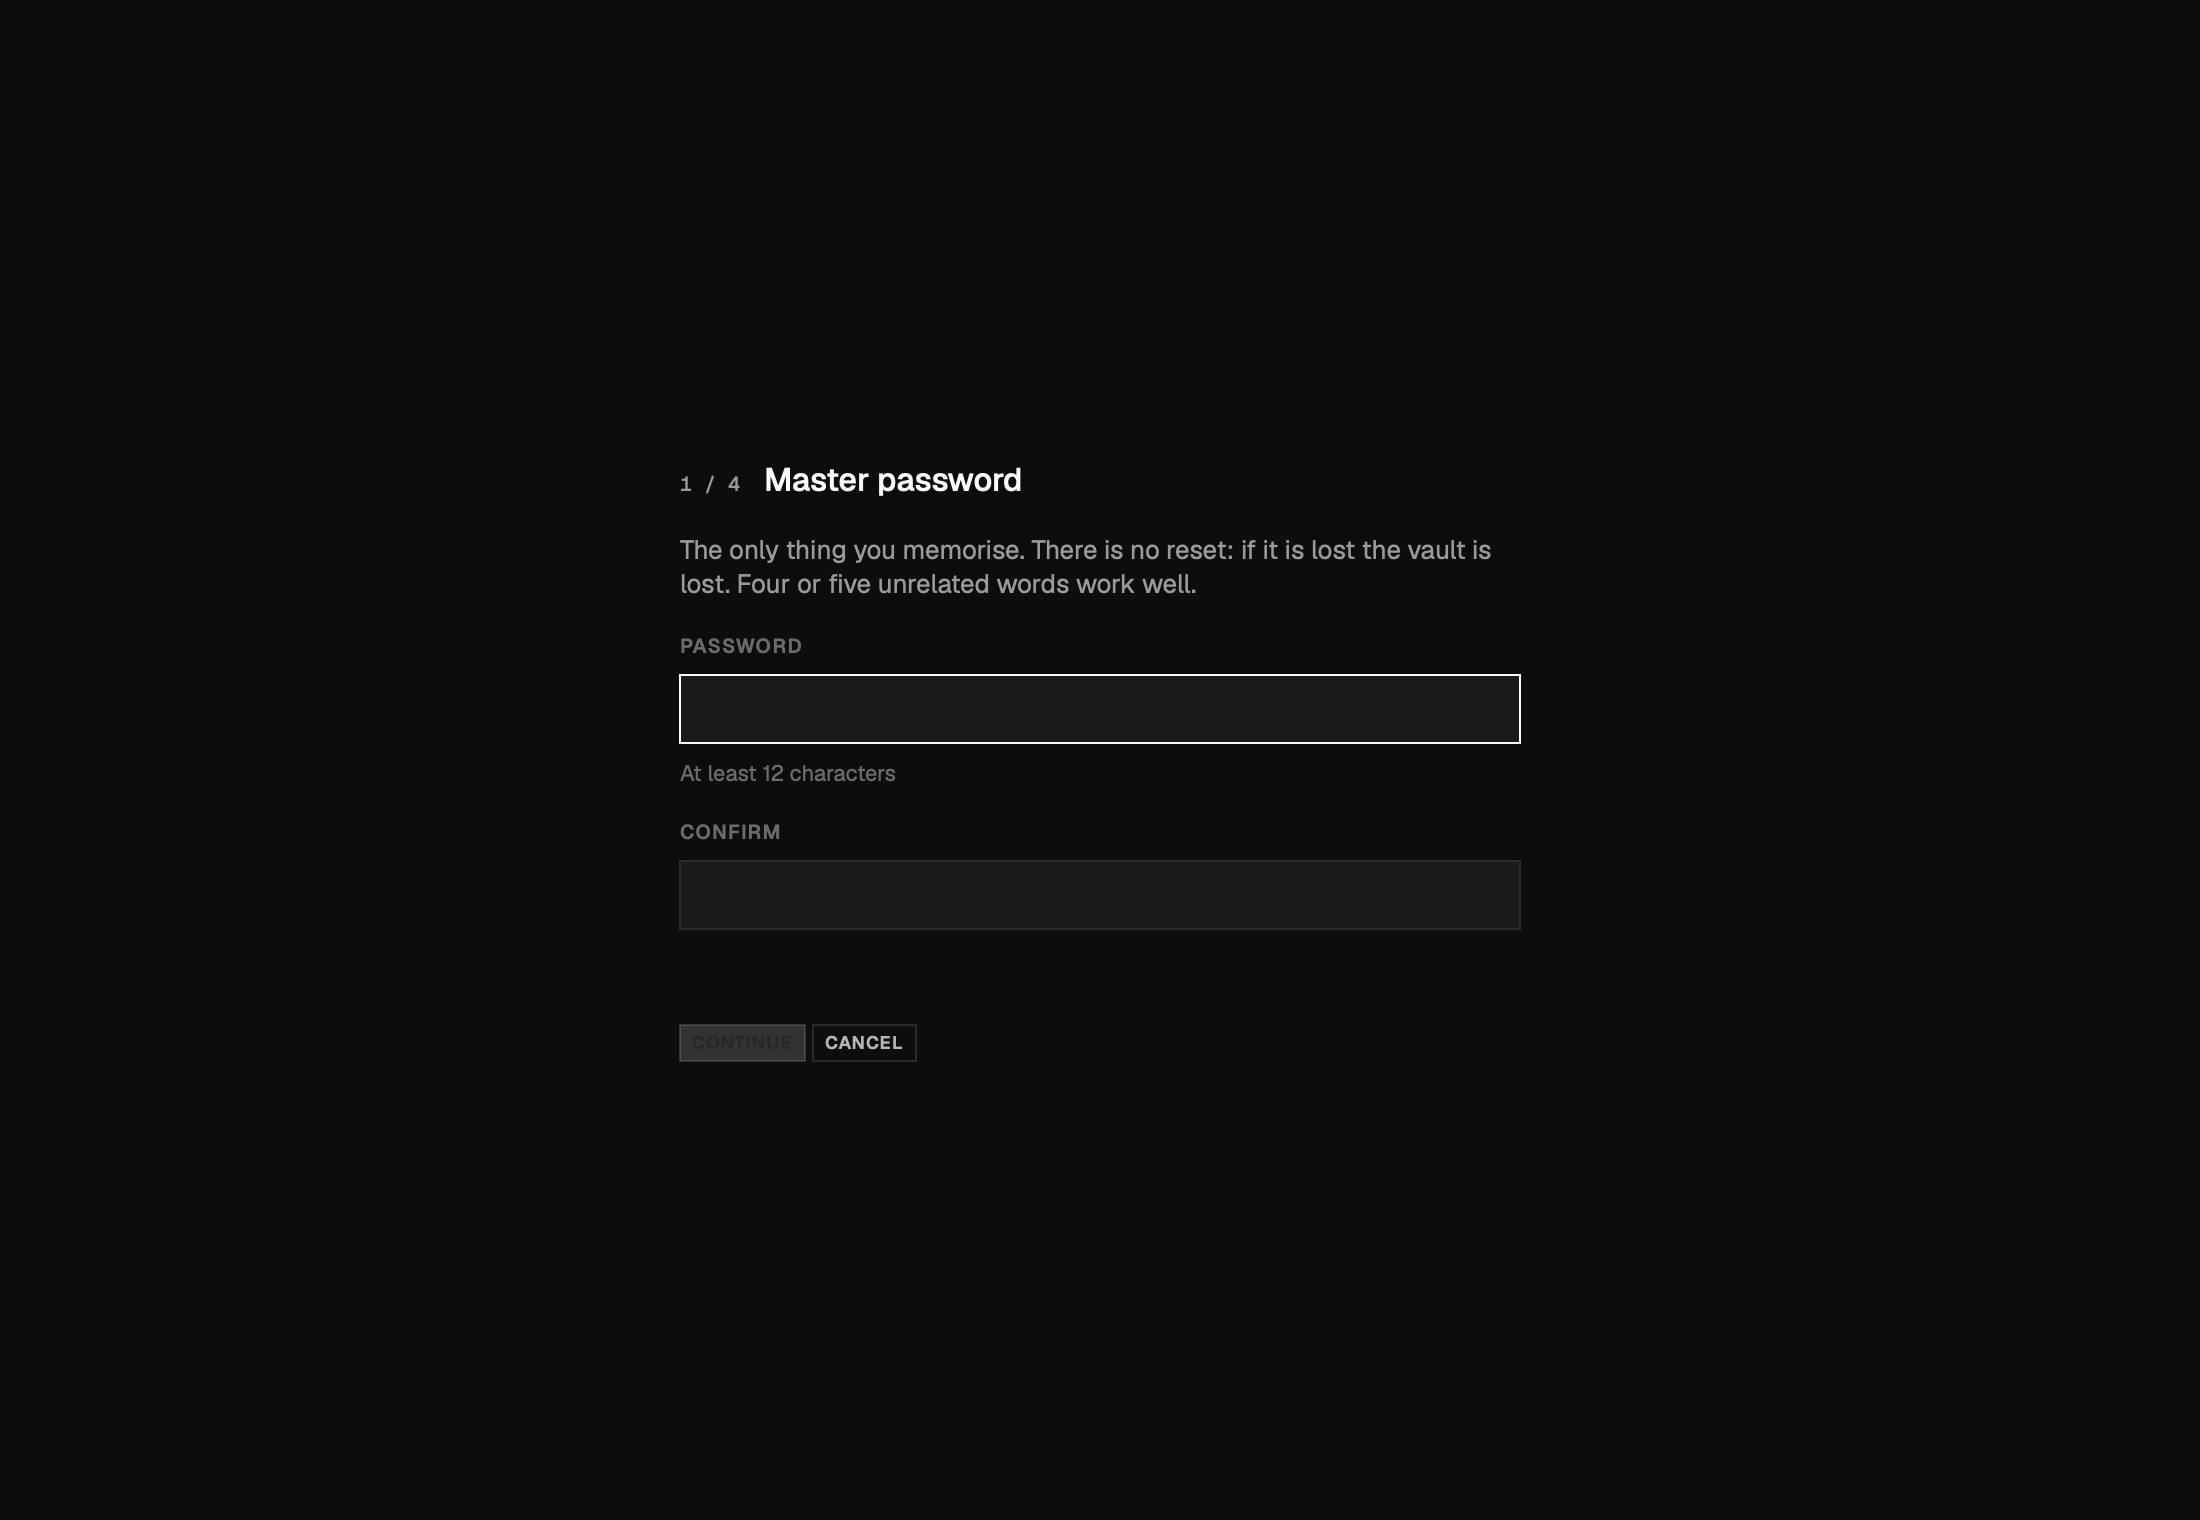 1 / 4 Master password
The only thing you memorise. There is no reset: if it is lost the vault is
lost. Four or five unrelated words work well.
PASSWORD
At least 12 characters
CONFIRM
CONTINUE CANCEL